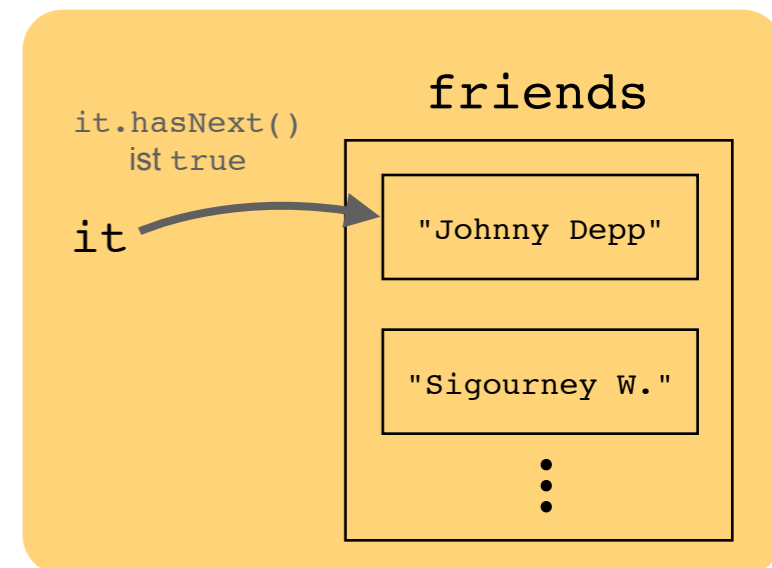 friends
it.hasNext()
ist true
it
"Johnny Depp"
"Sigourney W."